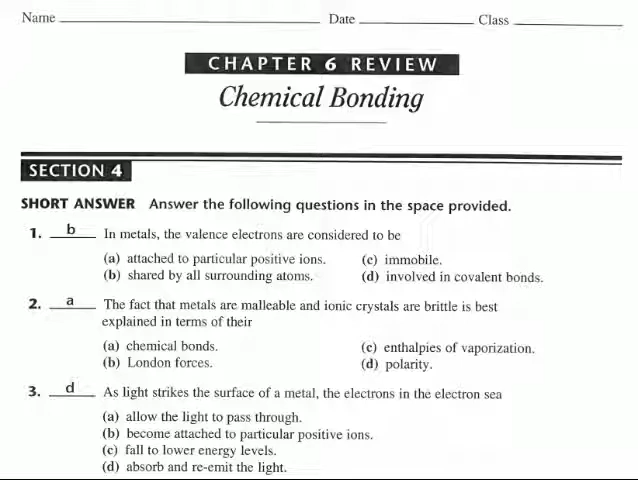 Name Date Class
CHAPTER 6 REVIEW
Chemical Bonding
SECTION 4
SHORT ANSWER Answer the following questions in the space provided.
1. b In metals, the valence electrons are considered to be
(a) attached to particular positive ions. (c) immobile.
(b) shared by all surrounding atoms. (d) involved in covalent bonds.
2. a The fact that metals are malleable and ionic crystals are brittle is best
explained in terms of their
(a) chemical bonds. (c) enthalpies of vaporization.
(b) London forces. (d) polarity.
3. d As light strikes the surface of a metal, the electrons in the electron sea
(a) allow the light to pass through.
(b) become attached to particular positive ions.
(c) fall to lower energy levels.
(d) absorb and re-emit the light.